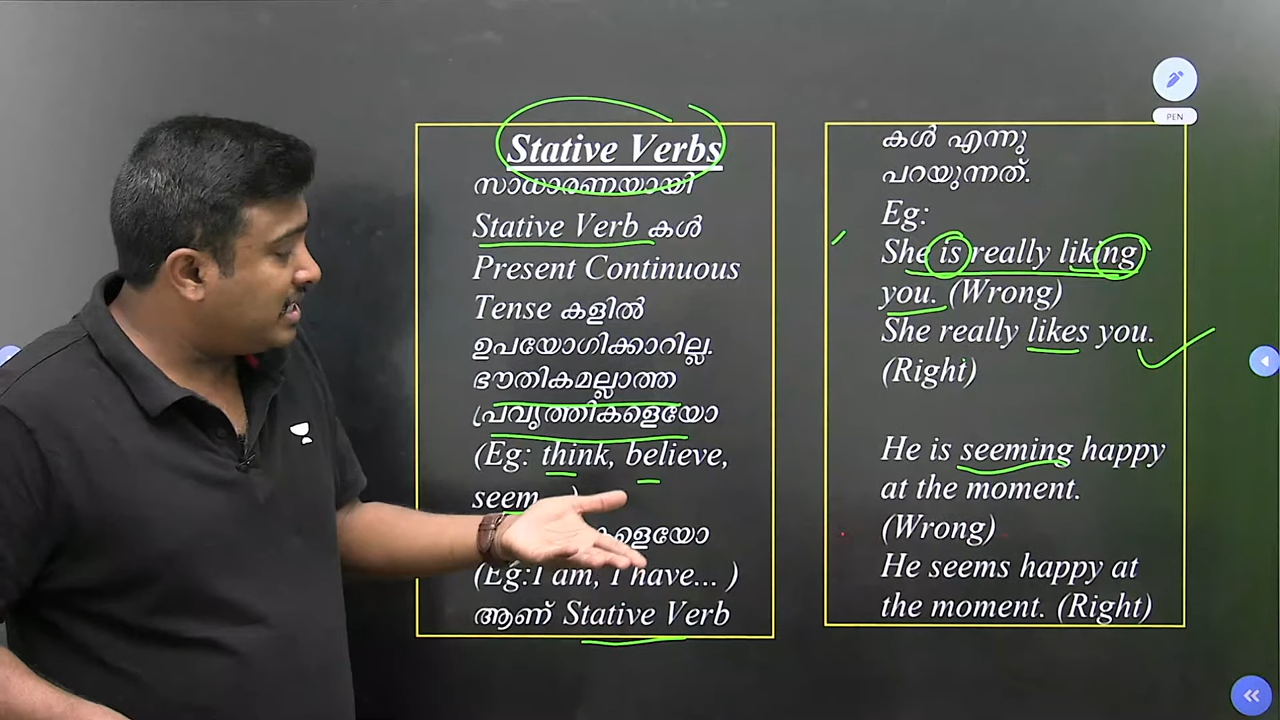 Stative Verbs
സാധാരണയായി
Stative Verb കൾ
Present Continuous
Tense കളിൽ
ഉപയോഗിക്കാറില്ല.
ഭൗതികമല്ലാത്ത
പ്രവൃത്തികളെയോ
(Eg: think, believe,
seem
കളെയോ
(Eg:I am, I have... )
ആണ് Stative Verb
കൾ എന്നു
പറയുന്നത്.
Eg:
She is really liking
you. (Wrong)
She really likes you.
(Right)
He is seeming happy
at the moment.
(Wrong)
He seems happy at
the moment. (Right)
PEN